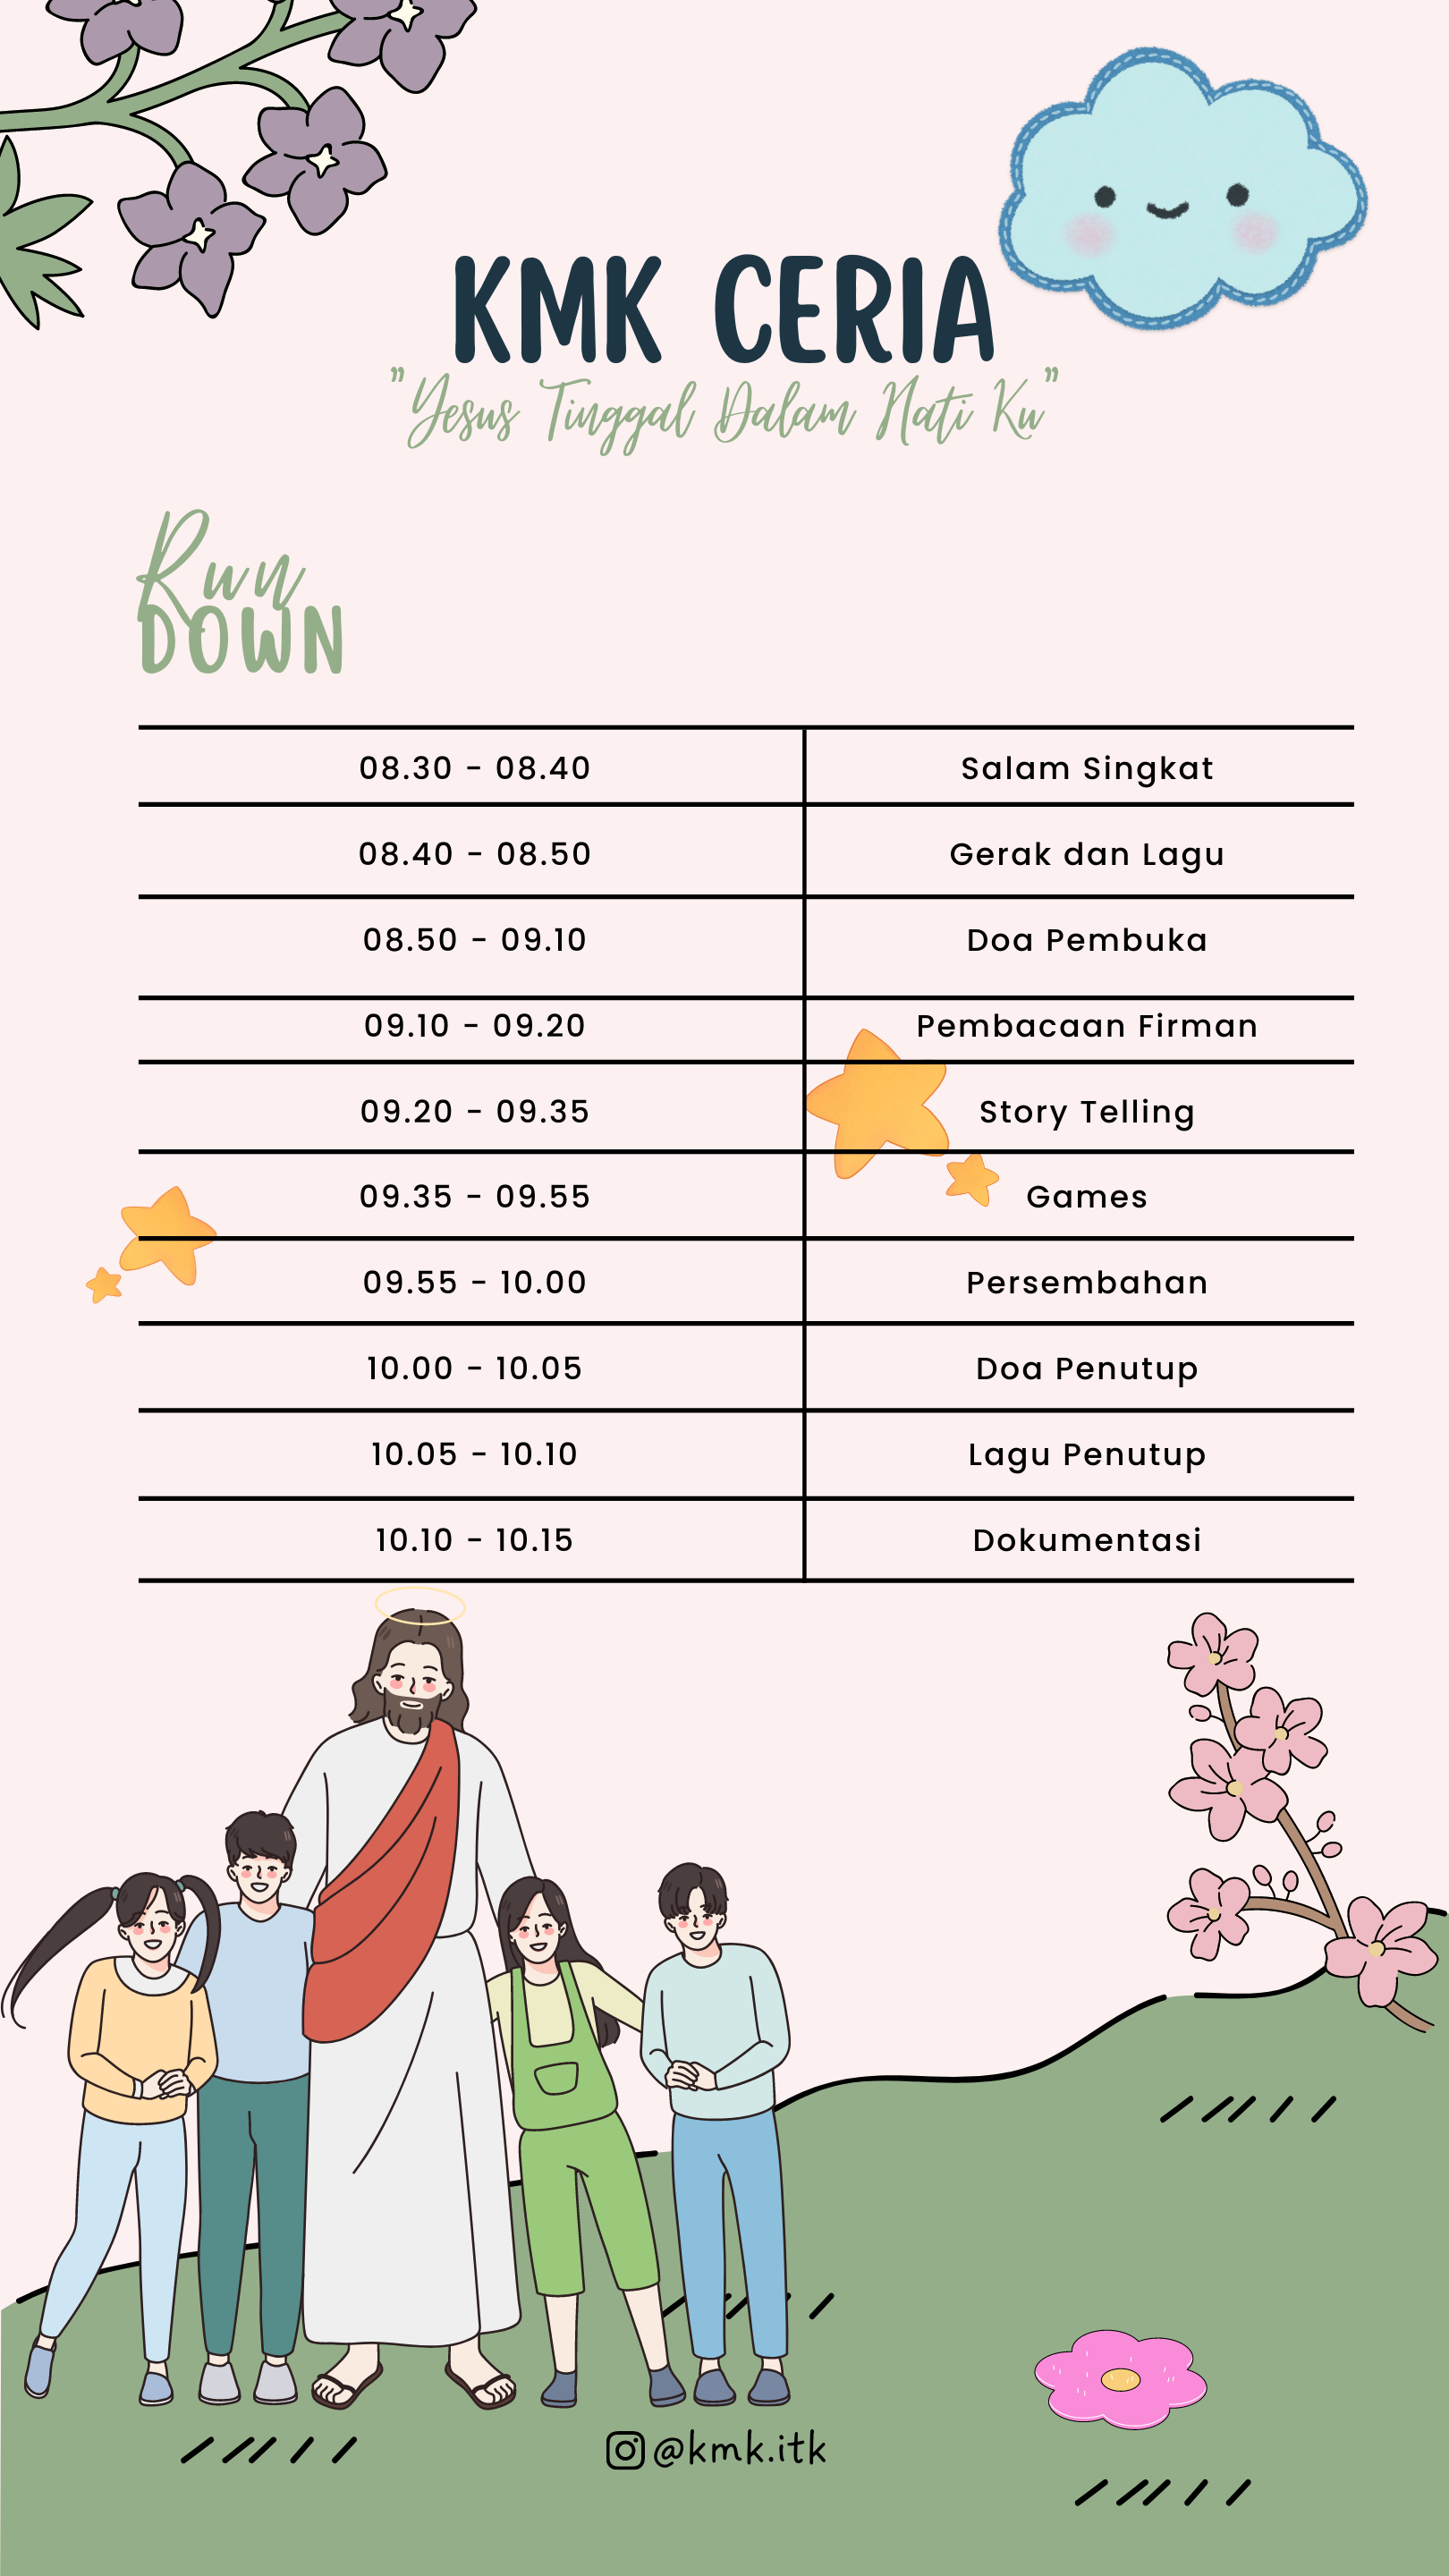 KMK CERIA
"Yesus Tinggal Dalam Hati Ku"
Run
DOWN
08.30 - 08.40 Salam Singkat
08.40 - 08.50 Gerak dan Lagu
08.50 - 09.10 Doa Pembuka
09.10 - 09.20 Pembacaan Firman
09.20 - 09.35 Story Telling
09.35 - 09.55 Games
09.55 - 10.00 Persembahan
10.00 - 10.05 Doa Penutup
10.05 - 10.10 Lagu Penutup
10.10 - 10.15 Dokumentasi
@kmk.itk